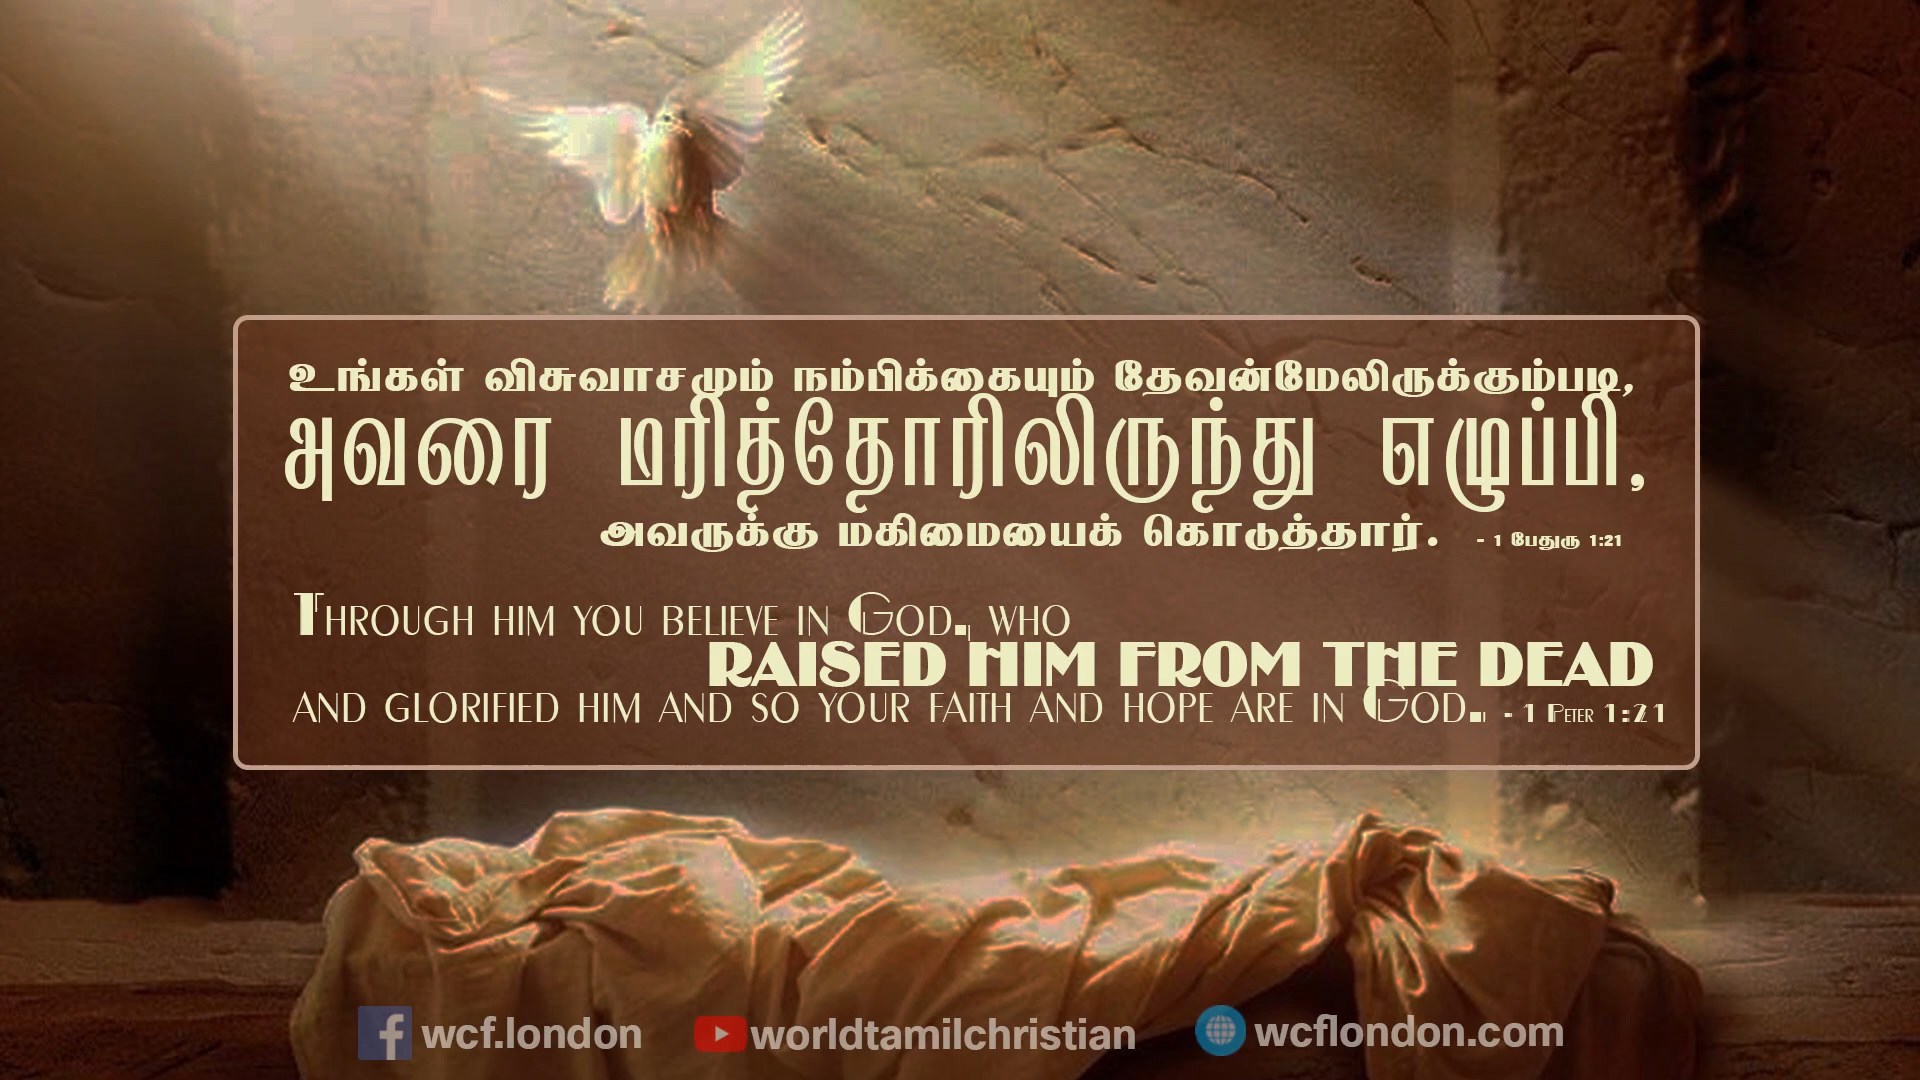 உங்கள் விசுவாசமும் நம்பிக்கையும் தேவன்மேலிருக்கும்படி,
அவரை மரித்தோரிலிருந்து எழுப்பி,
அவருக்கு மகிமையைக் கொடுத்தார். - 1 பேதுரு 1:21
Through him you believe in God., who
RAISED HIM FROM THE DEAD
and glorified him and so your faith and hope are in God.. - 1 Peter 1:21
wcf.london worldtamilchristian wcflondon.com